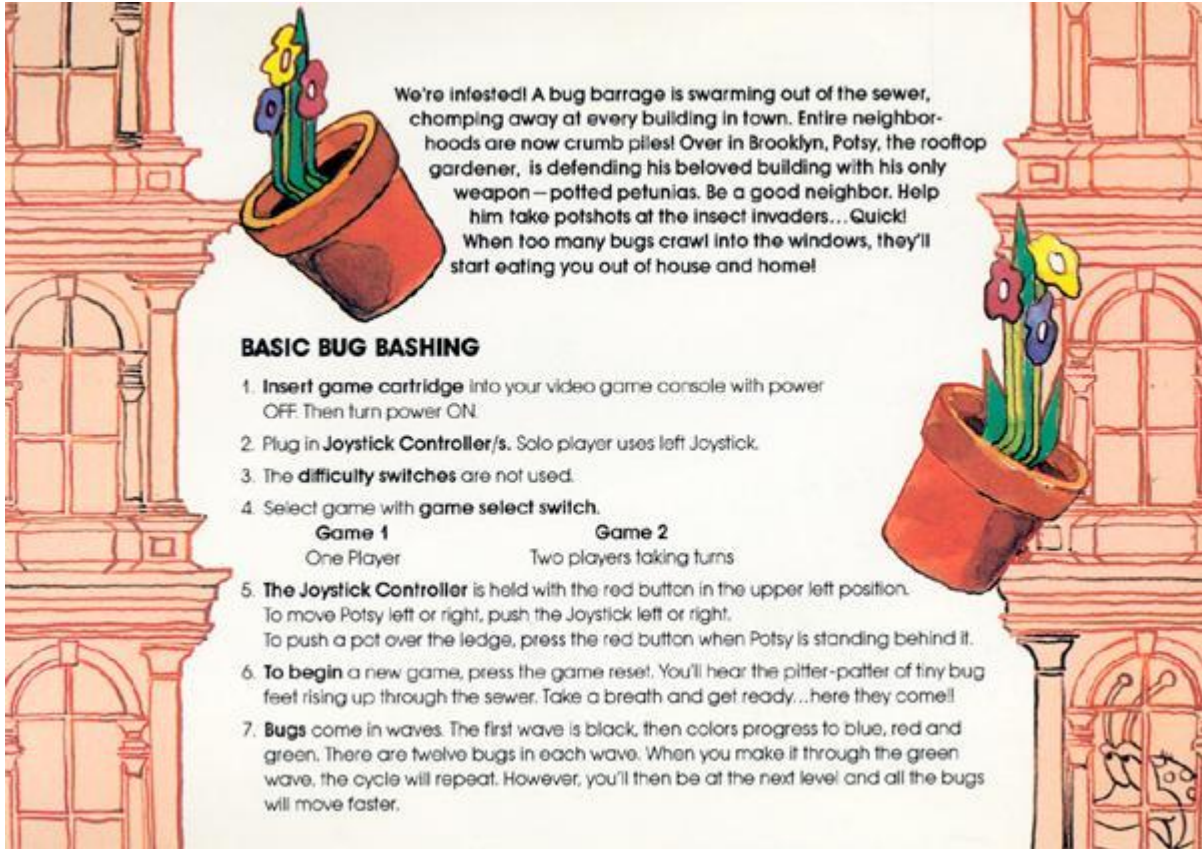 We're infested! A bug barrage is swarming out of the sewer,
chomping away at every building in town. Entire neighbor-
hoods are now crumb piles! Over in Brooklyn, Potsy, the rooftop
gardener, is defending his beloved building with his only
weapon—potted petunias. Be a good neighbor. Help
him take potshots at the insect invaders...Quick!
When too many bugs crawl into the windows, they'll
start eating you out of house and home!
BASIC BUG BASHING
1. Insert game cartridge into your video game console with power
OFF. Then turn power ON.
2. Plug in Joystick Controller/s. Solo player uses left Joystick.
3. The difficulty switches are not used.
4. Select game with game select switch.
Game 1 Game 2
One Player Two players taking turns
5. The Joystick Controller is held with the red button in the upper left position.
To move Potsy left or right, push the Joystick left or right.
To push a pot over the ledge, press the red button when Potsy is standing behind it.
6. To begin a new game, press the game reset. You'll hear the pitter-patter of tiny bug
feet rising up through the sewer. Take a breath and get ready...here they come!!
7. Bugs come in waves. The first wave is black, then colors progress to blue, red and
green. There are twelve bugs in each wave. When you make it through the green
wave, the cycle will repeat. However, you'll then be at the next level and all the bugs
will move faster.